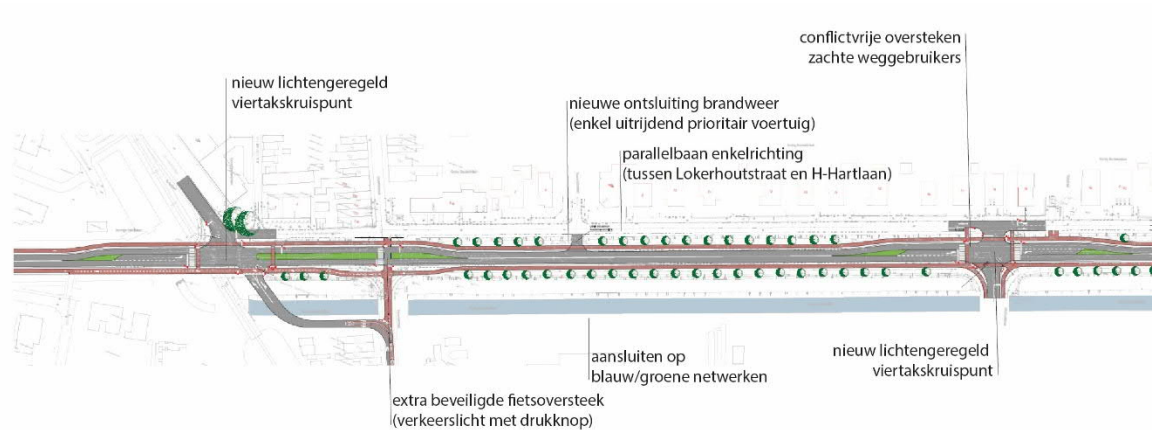 conflictvrije oversteken
zachte weggebruikers
nieuw lichtengeregeld
viertakskruispunt
nieuwe ontsluiting brandweer
(enkel uitrijdend prioritair voertuig)
parallelbaan enkelrichting
(tussen Lokerhoutstraat en H-Hartlaan)
nieuw lichtengeregeld
viertakskruispunt
aansluiten op
blauw/groene netwerken
extra beveiligde fietsoversteek
(verkeerslicht met drukknop)